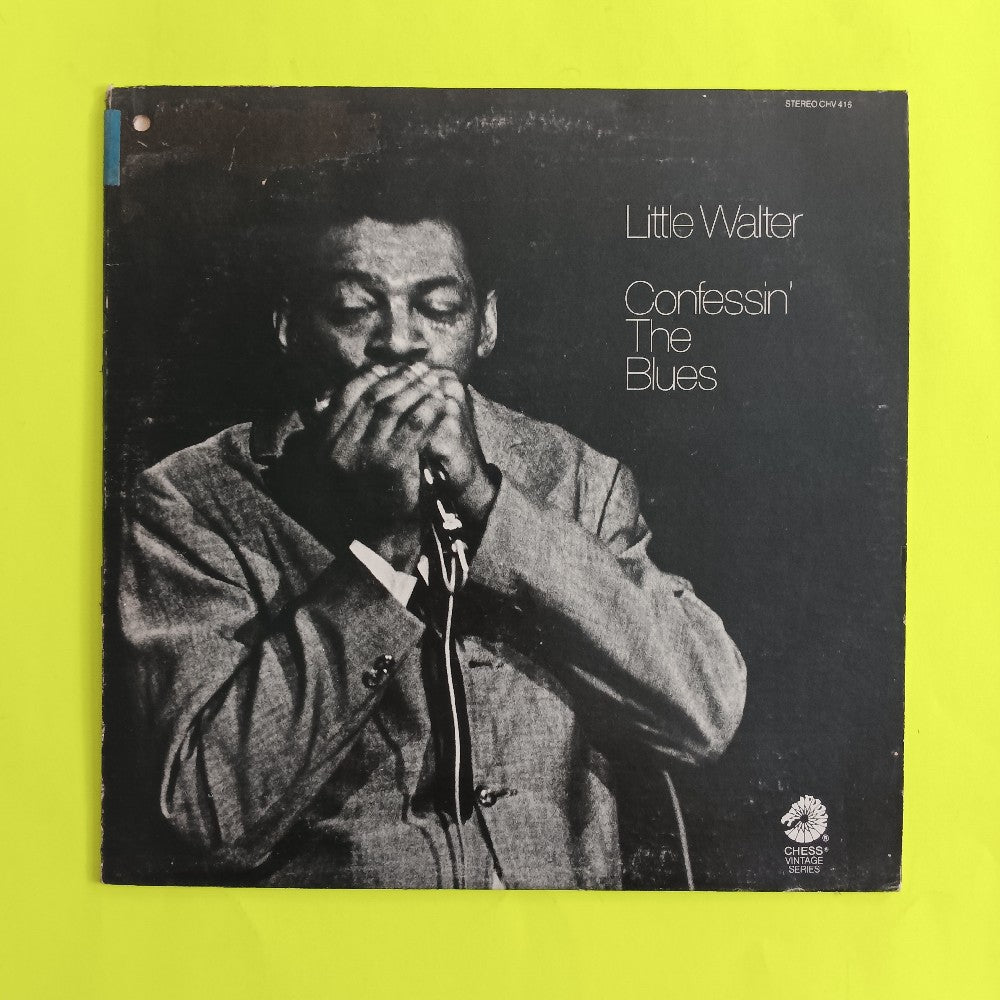 STEREO CHV 416
Little Walter
Confessin'
The
Blues
®
CHESS®
VINTAGE
SERIES